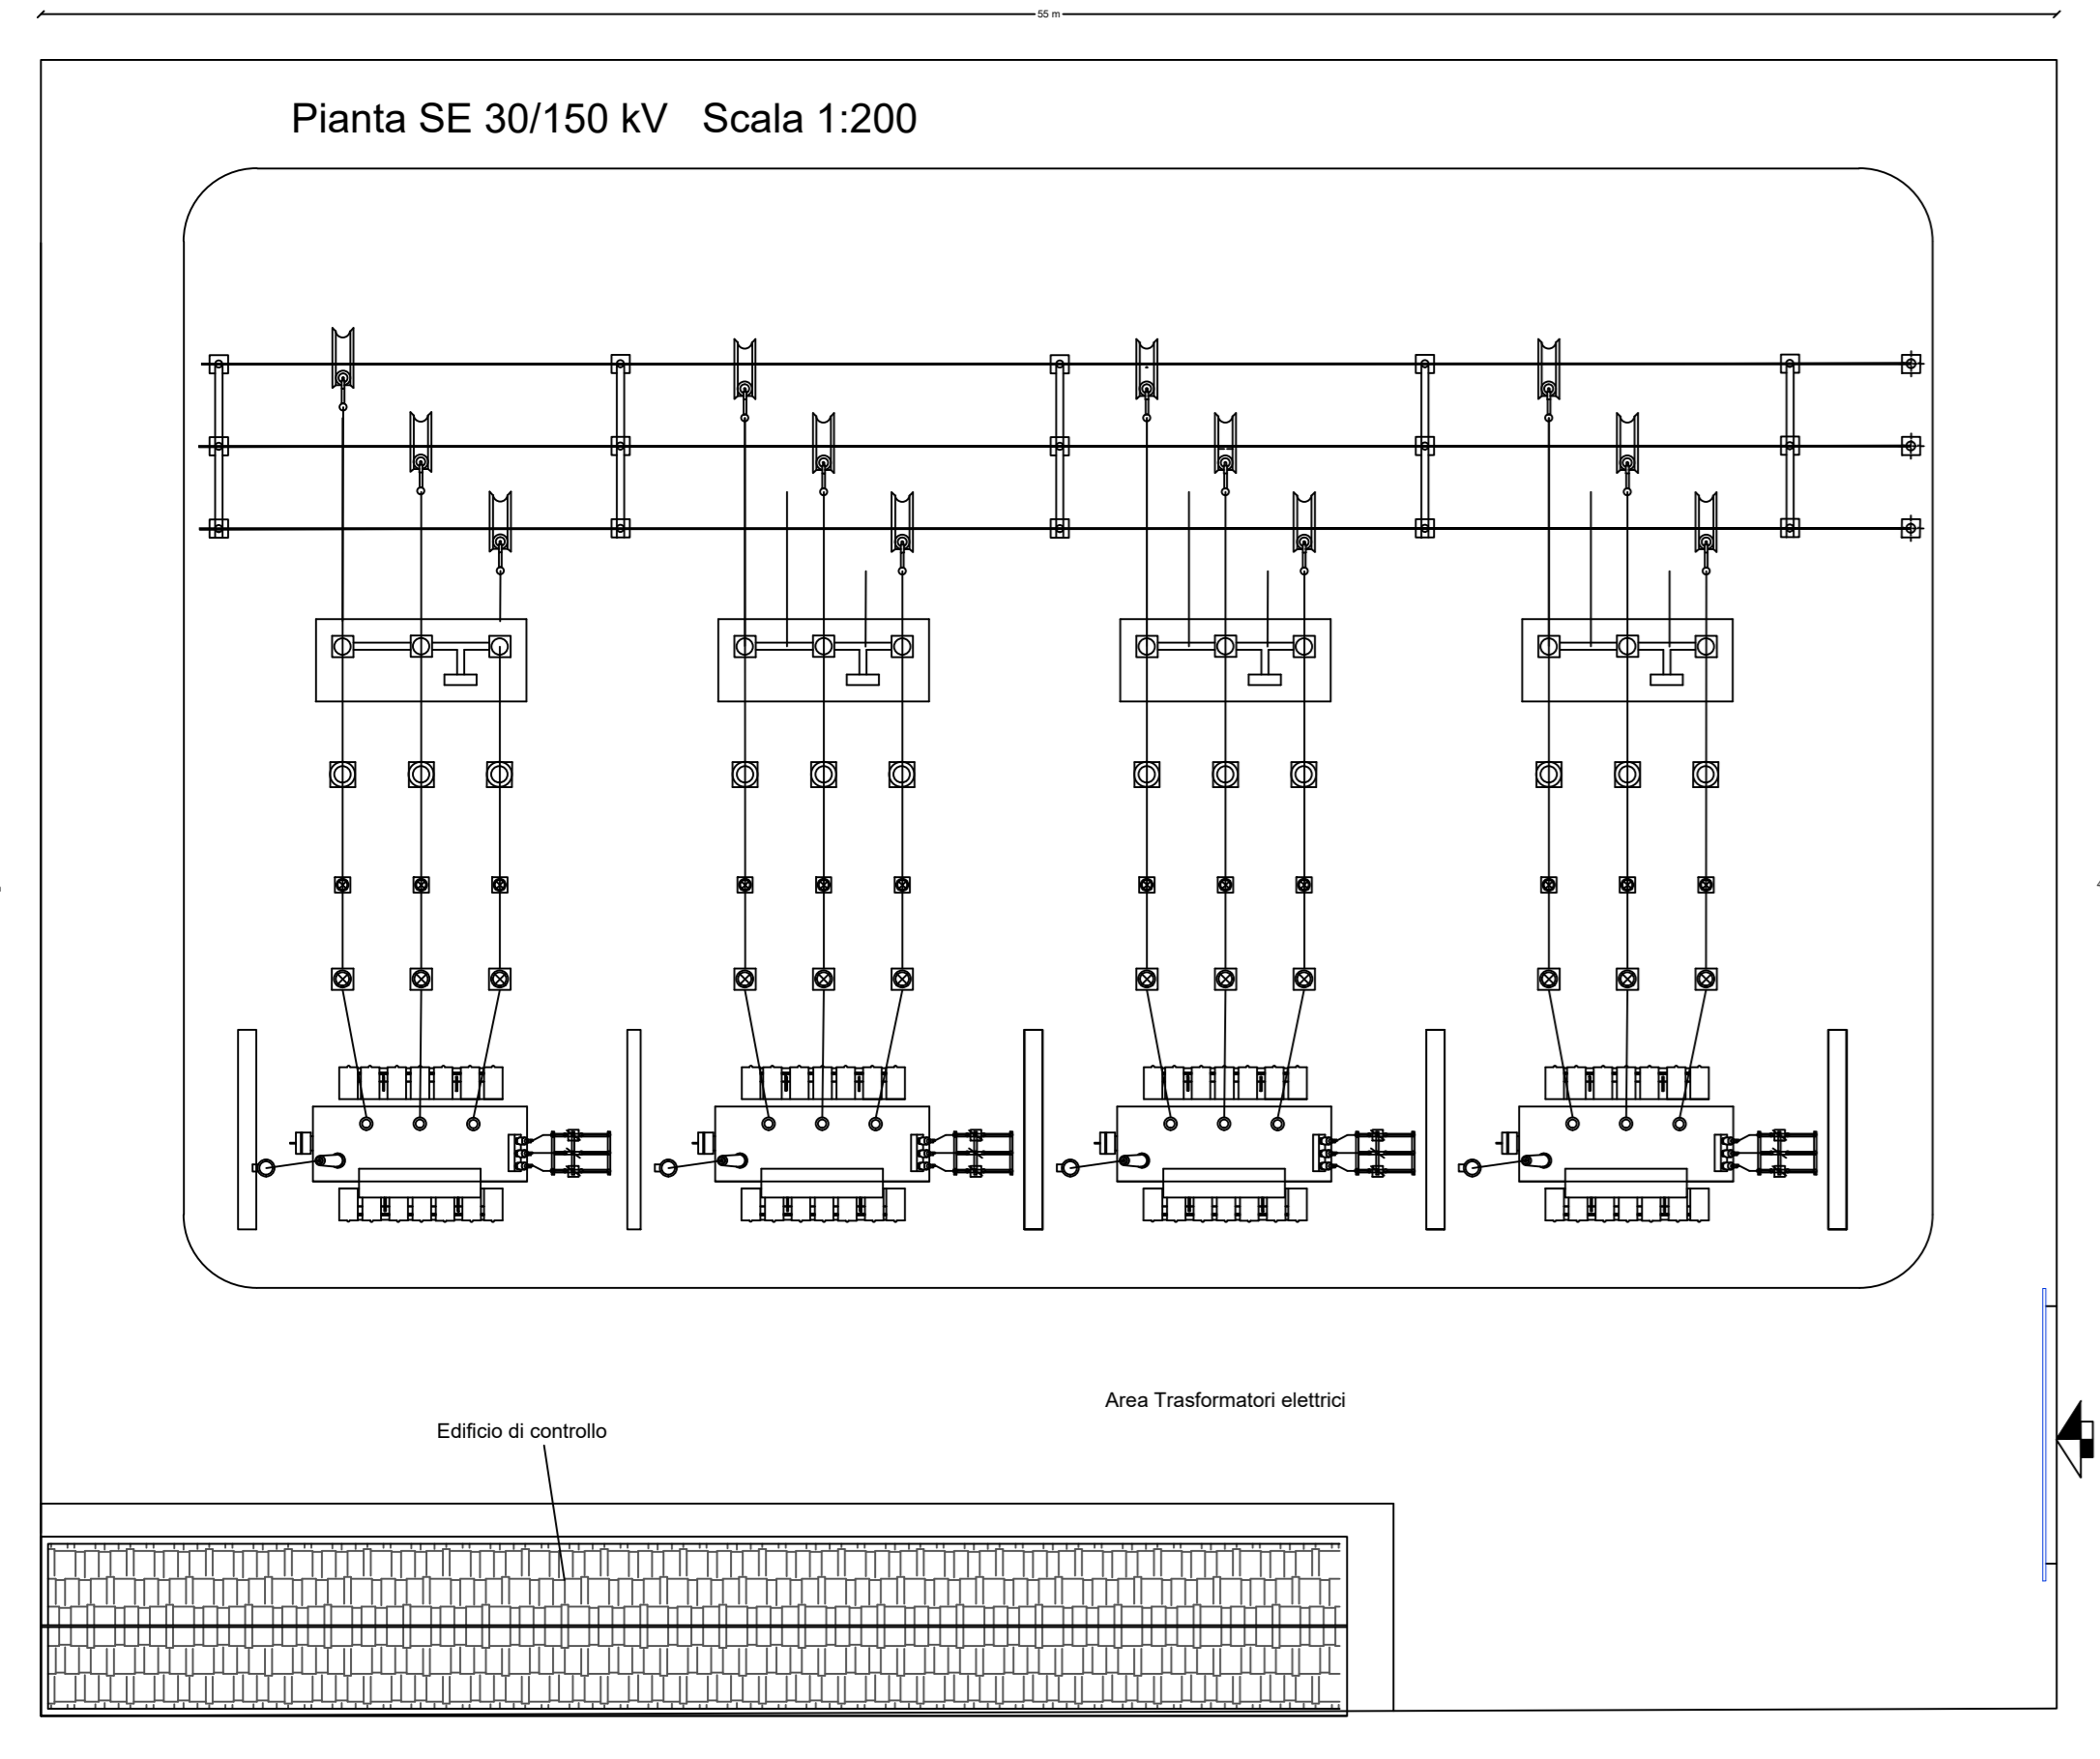 55 m
Pianta SE 30/150 kV Scala 1:200
Area Trasformatori elettrici
Edificio di controllo